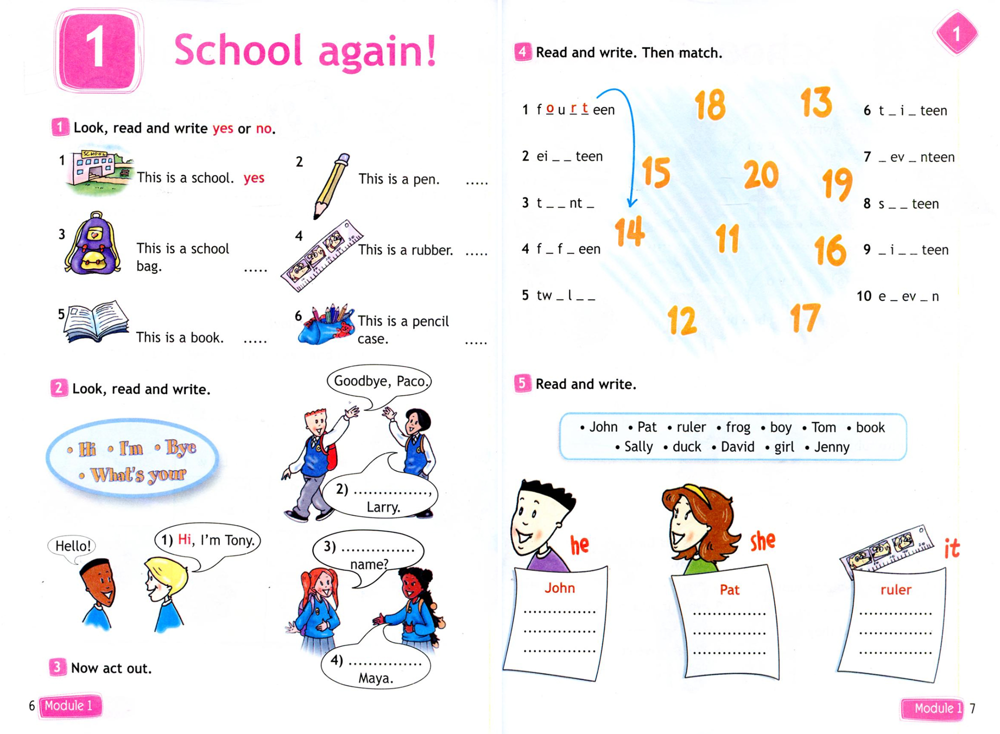 1
School again!
1 Look, read and write yes or no.
1
SCHOOL
This is a school. yes
2
This is a pen. .....
3
This is a school
bag. .....
4
This is a rubber. .....
5
This is a book. .....
6
This is a pencil
case. .....
2 Look, read and write.
• Hi • I'm • Bye
• What's your
Goodbye, Paco.
2) ...............,
Larry.
Hello!
1) Hi, I'm Tony.
3) ...............
name?
4) ...............
Maya.
3 Now act out.
6 Module 1
1
4 Read and write. Then match.
1 f o u r t een
2 ei _ _ teen
3 t _ _ nt _
4 f _ f _ een
5 tw _ l _ _
18 13
15 20 19
14 11 16
12 17
6 t _ i _ teen
7 _ ev _ nteen
8 s _ _ teen
9 _ i _ _ teen
10 e _ ev _ n
5 Read and write.
• John • Pat • ruler • frog • boy • Tom • book
• Sally • duck • David • girl • Jenny
he
John
...............
...............
...............
she
Pat
...............
...............
...............
it
ruler
...............
...............
...............
Module 1 7